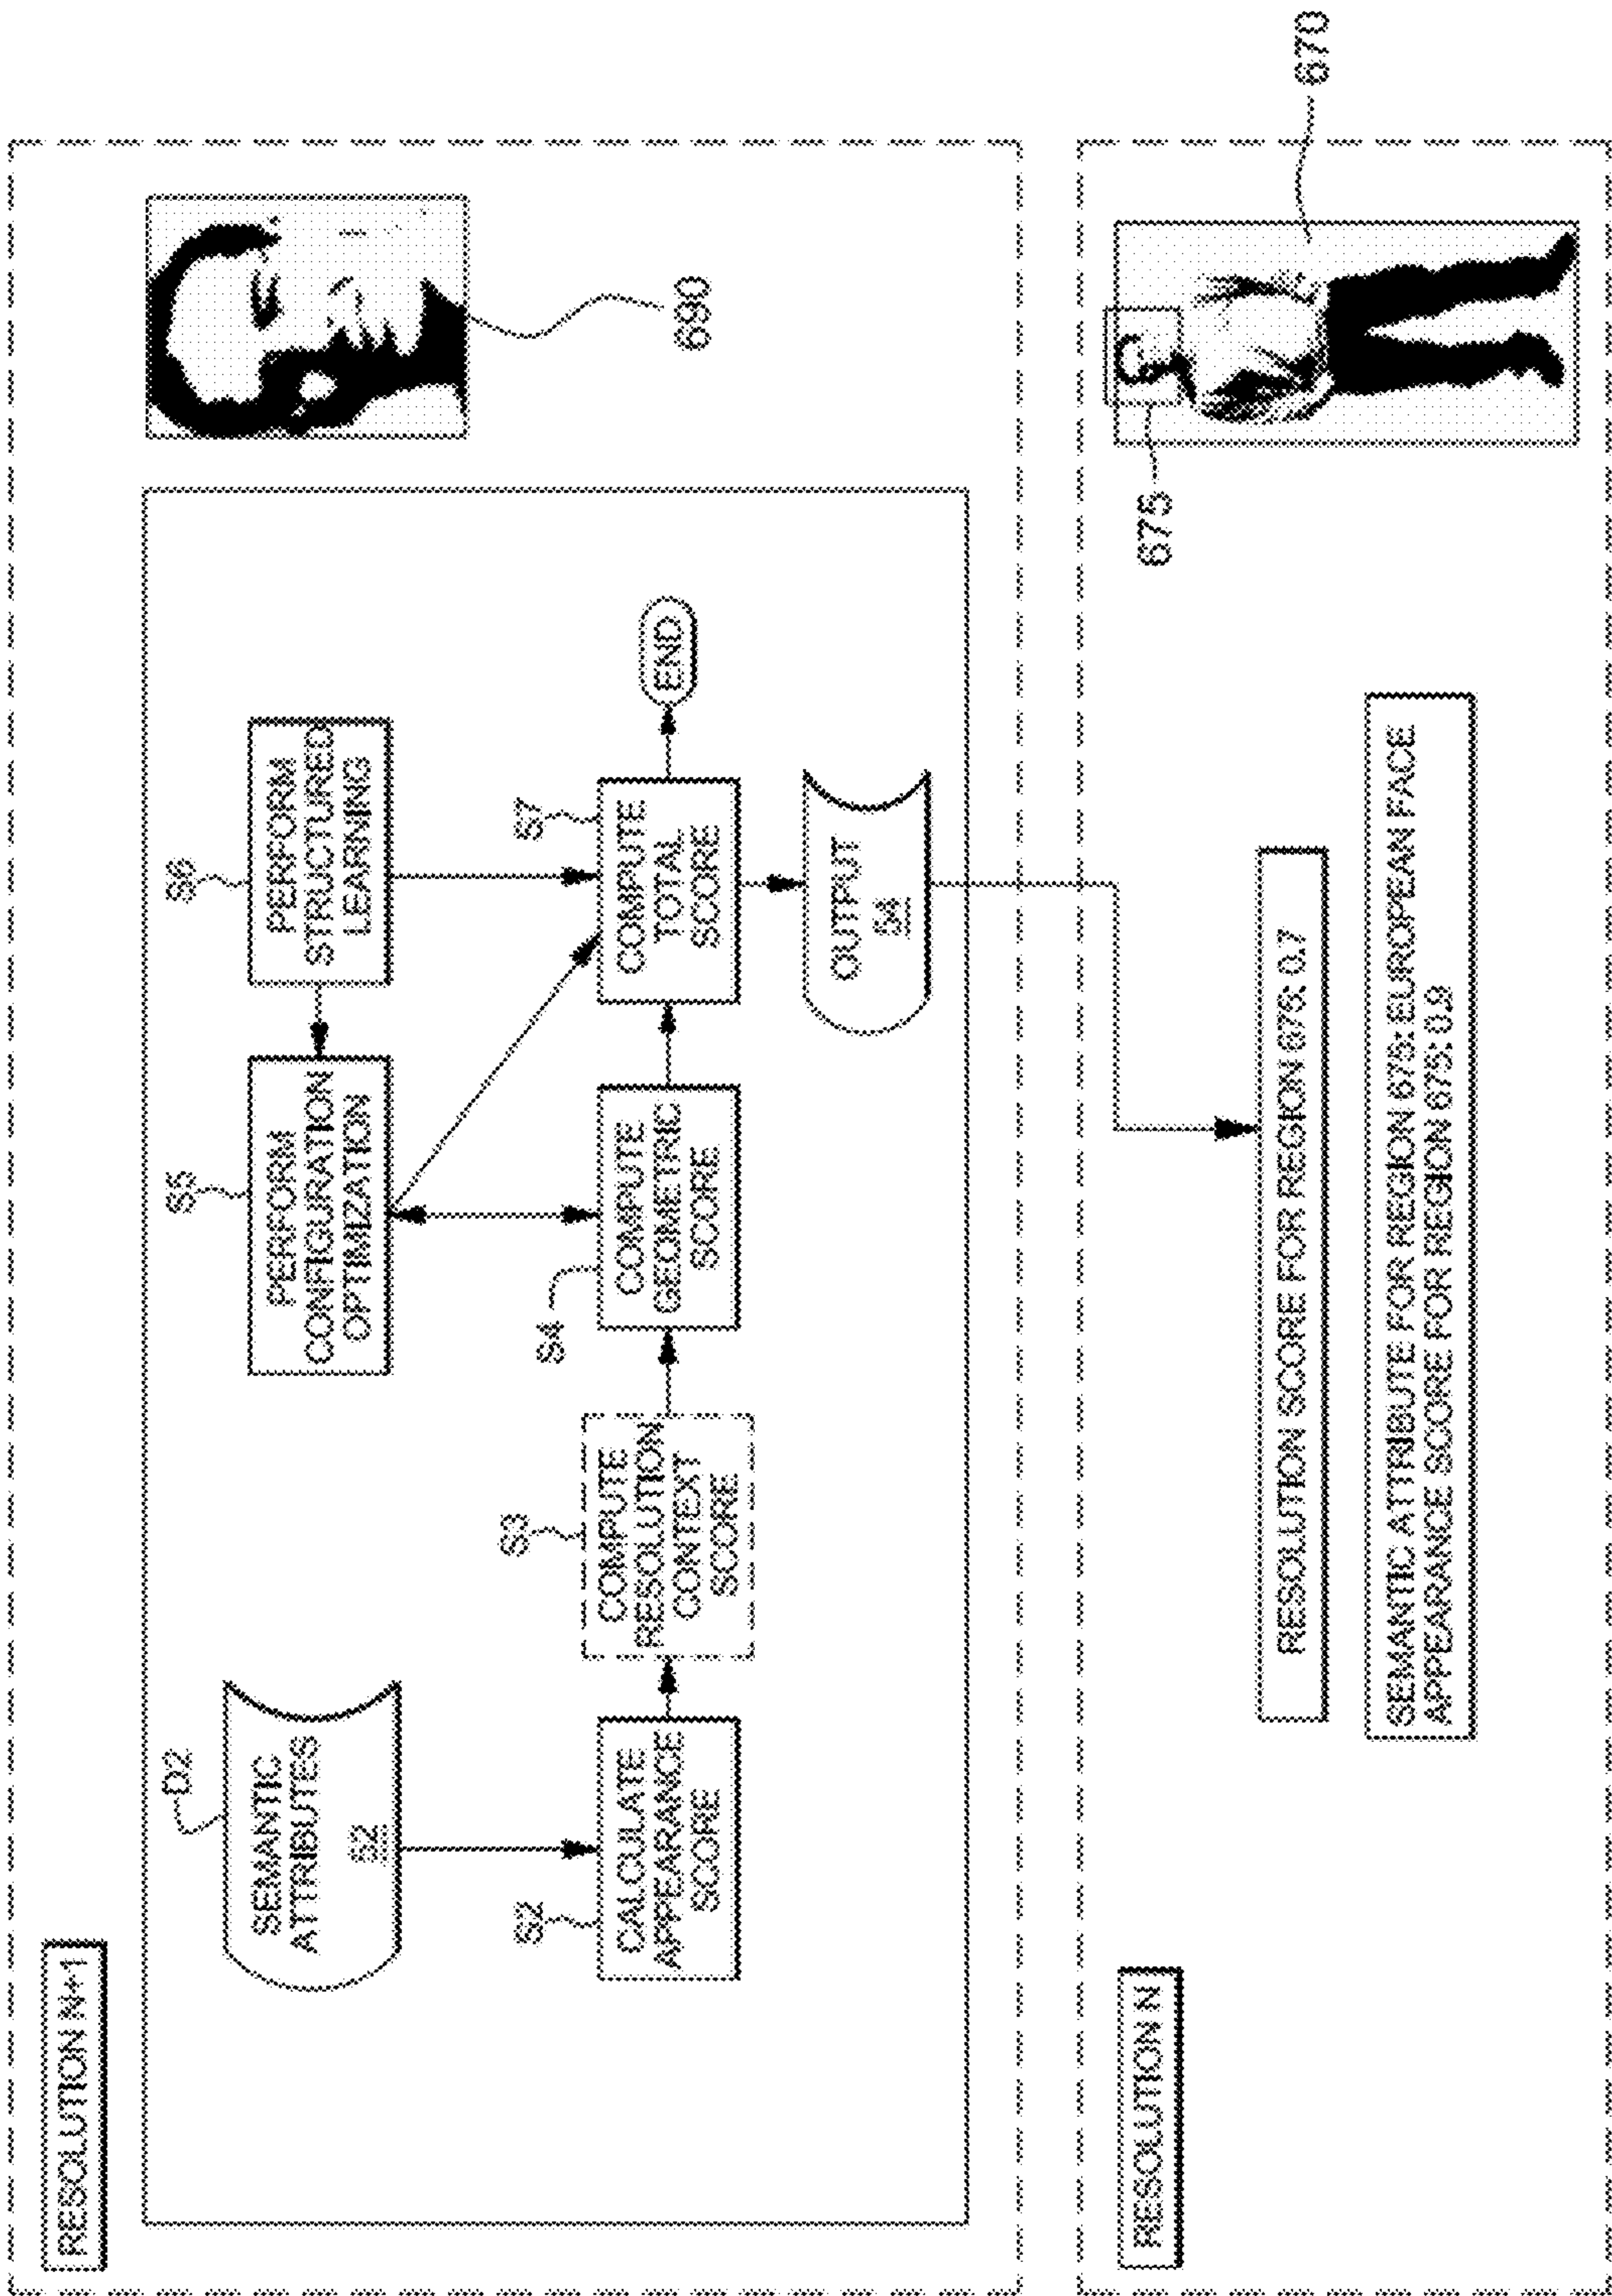 RESOLUTION N+1
D2
SEMANTIC
ATTRIBUTES
52
S2
CALCULATE
APPEARANCE
SCORE
S3
COMPUTE
RESOLUTION
CONTEXT
SCORE
S4
COMPUTE
GEOMETRIC
SCORE
S5
PERFORM
CONFIGURATION
OPTIMIZATION
S6
PERFORM
STRUCTURED
LEARNING
S7
COMPUTE
TOTAL
SCORE
END
OUTPUT
54
690
RESOLUTION N
RESOLUTION SCORE FOR REGION 675: 0.7
SEMANTIC ATTRIBUTE FOR REGION 675: EUROPEAN FACE
APPEARANCE SCORE FOR REGION 675: 0.9
675
670